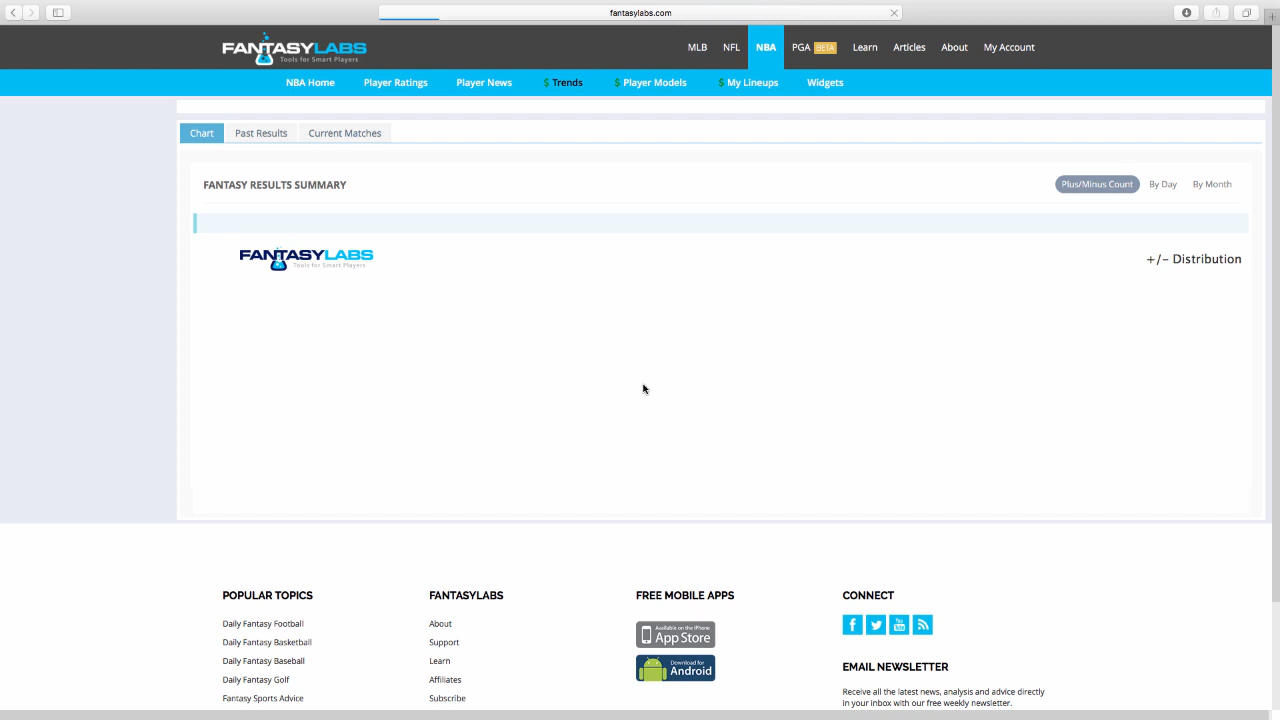 fantasylabs.com
FANTASYLABS
Tools for Smart Players
MLB NFL NBA PGA BETA Learn Articles About My Account
NBA Home Player Ratings Player News $ Trends $ Player Models $ My Lineups Widgets
Chart Past Results Current Matches
FANTASY RESULTS SUMMARY Plus/Minus Count By Day By Month
FANTASYLABS
Tools for Smart Players
+/- Distribution
POPULAR TOPICS FANTASYLABS FREE MOBILE APPS CONNECT
Daily Fantasy Football About Available on the iPhone
App Store
Daily Fantasy Basketball Support
Daily Fantasy Baseball Learn Download for
Android EMAIL NEWSLETTER
Daily Fantasy Golf Affiliates
Fantasy Sports Advice Subscribe Receive all the latest news, analysis and advice directly
in your inbox with our free weekly newsletter.